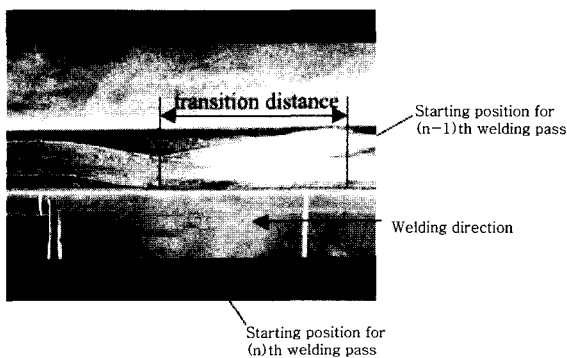 transition distance
Starting position for
(n-1)th welding pass
Welding direction
Starting position for
(n)th welding pass